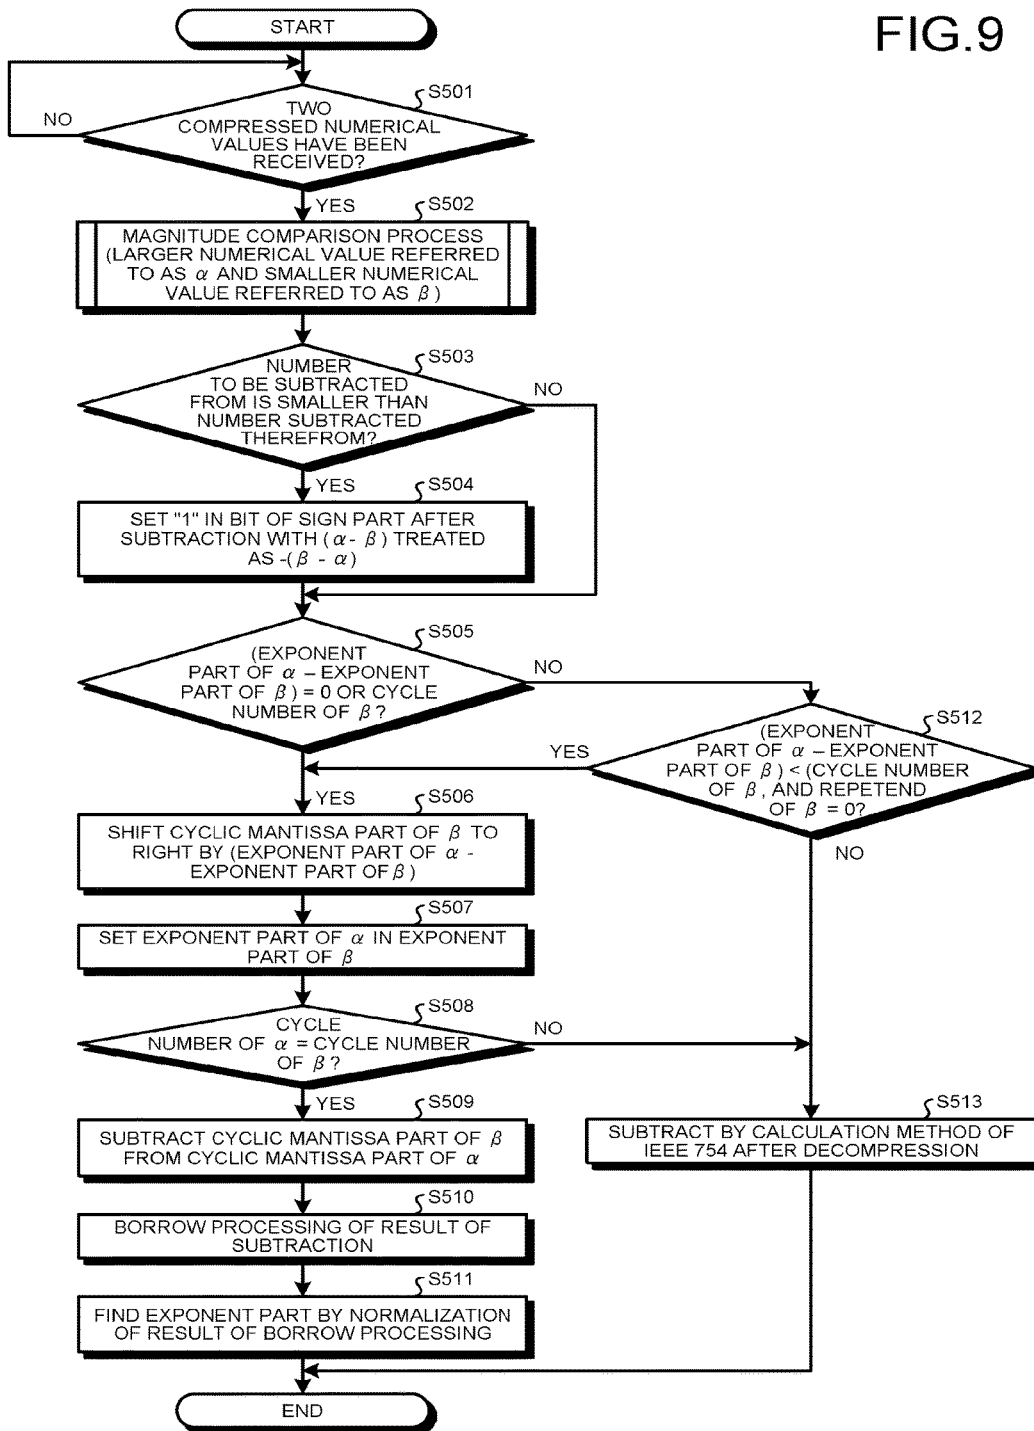 FIG.9
START
S501
TWO
COMPRESSED NUMERICAL
VALUES HAVE BEEN
RECEIVED?
NO
YES
S502
MAGNITUDE COMPARISON PROCESS
(LARGER NUMERICAL VALUE REFERRED
TO AS α AND SMALLER NUMERICAL
VALUE REFERRED TO AS β)
S503
NUMBER
TO BE SUBTRACTED
FROM IS SMALLER THAN
NUMBER SUBTRACTED
THEREFROM?
NO
YES
S504
SET "1" IN BIT OF SIGN PART AFTER
SUBTRACTION WITH (α - β) TREATED
AS -(β - α)
S505
(EXPONENT
PART OF α – EXPONENT
PART OF β) = 0 OR CYCLE
NUMBER OF β?
NO
YES
S512
(EXPONENT
PART OF α – EXPONENT
PART OF β) < (CYCLE NUMBER
OF β, AND REPETEND
OF β = 0?
YES
NO
S506
SHIFT CYCLIC MANTISSA PART OF β TO
RIGHT BY (EXPONENT PART OF α -
EXPONENT PART OF β)
S507
SET EXPONENT PART OF α IN EXPONENT
PART OF β
S508
CYCLE
NUMBER OF α = CYCLE NUMBER
OF β?
NO
YES
S509
SUBTRACT CYCLIC MANTISSA PART OF β
FROM CYCLIC MANTISSA PART OF α
S513
SUBTRACT BY CALCULATION METHOD OF
IEEE 754 AFTER DECOMPRESSION
S510
BORROW PROCESSING OF RESULT OF
SUBTRACTION
S511
FIND EXPONENT PART BY NORMALIZATION
OF RESULT OF BORROW PROCESSING
END